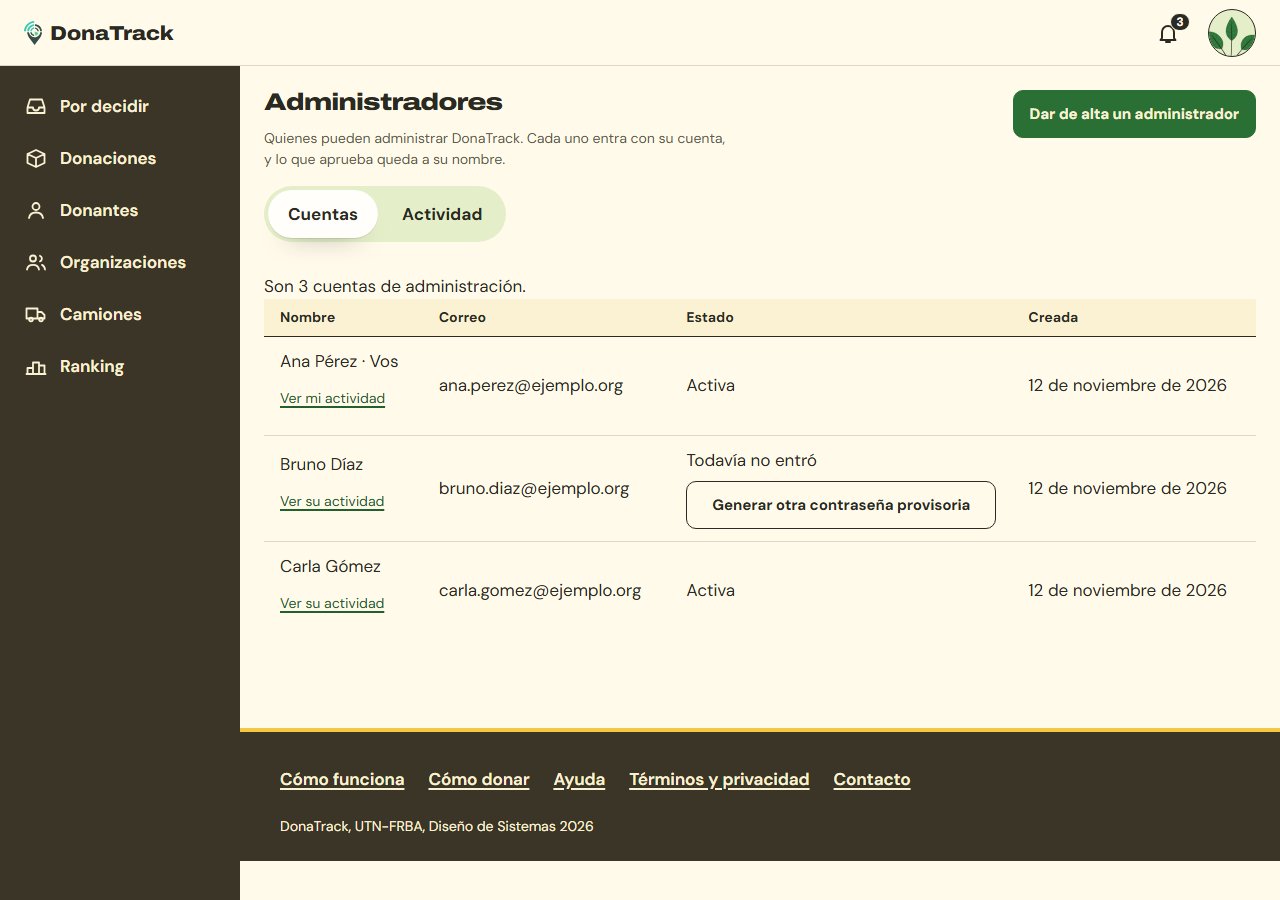 DonaTrack
3
Por decidir
Donaciones
Donantes
Organizaciones
Camiones
Ranking
Administradores
Dar de alta un administrador
Quienes pueden administrar DonaTrack. Cada uno entra con su cuenta,
y lo que aprueba queda a su nombre.
Cuentas
Actividad
Son 3 cuentas de administración.
Nombre Correo Estado Creada
Ana Pérez · Vos
Ver mi actividad
ana.perez@ejemplo.org
Activa
12 de noviembre de 2026
Bruno Díaz
Ver su actividad
bruno.diaz@ejemplo.org
Todavía no entró
Generar otra contraseña provisoria
12 de noviembre de 2026
Carla Gómez
Ver su actividad
carla.gomez@ejemplo.org
Activa
12 de noviembre de 2026
Cómo funciona Cómo donar Ayuda Términos y privacidad Contacto
DonaTrack, UTN-FRBA, Diseño de Sistemas 2026